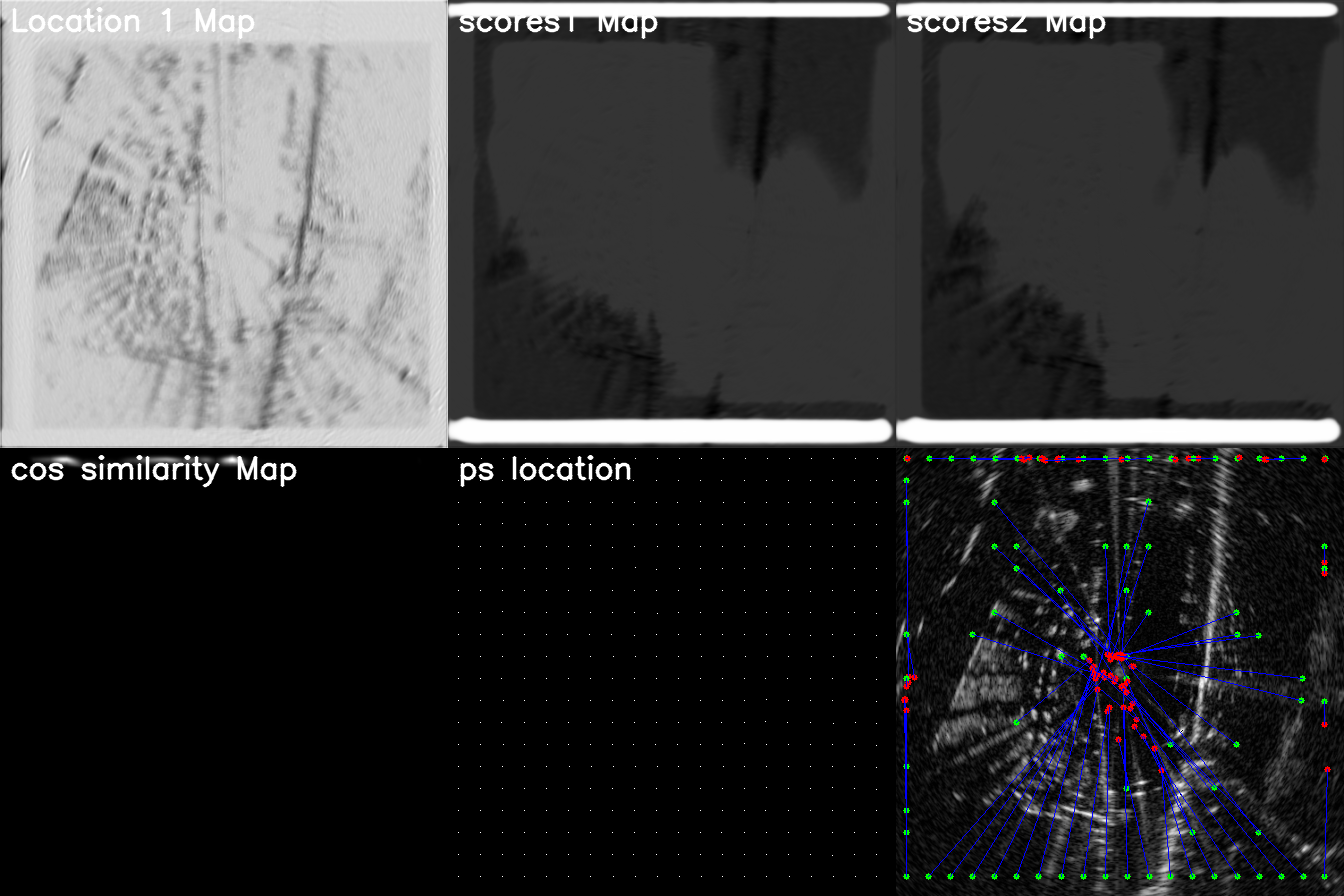 Location 1 Map
scores1 Map
scores2 Map
cos similarity Map
ps location